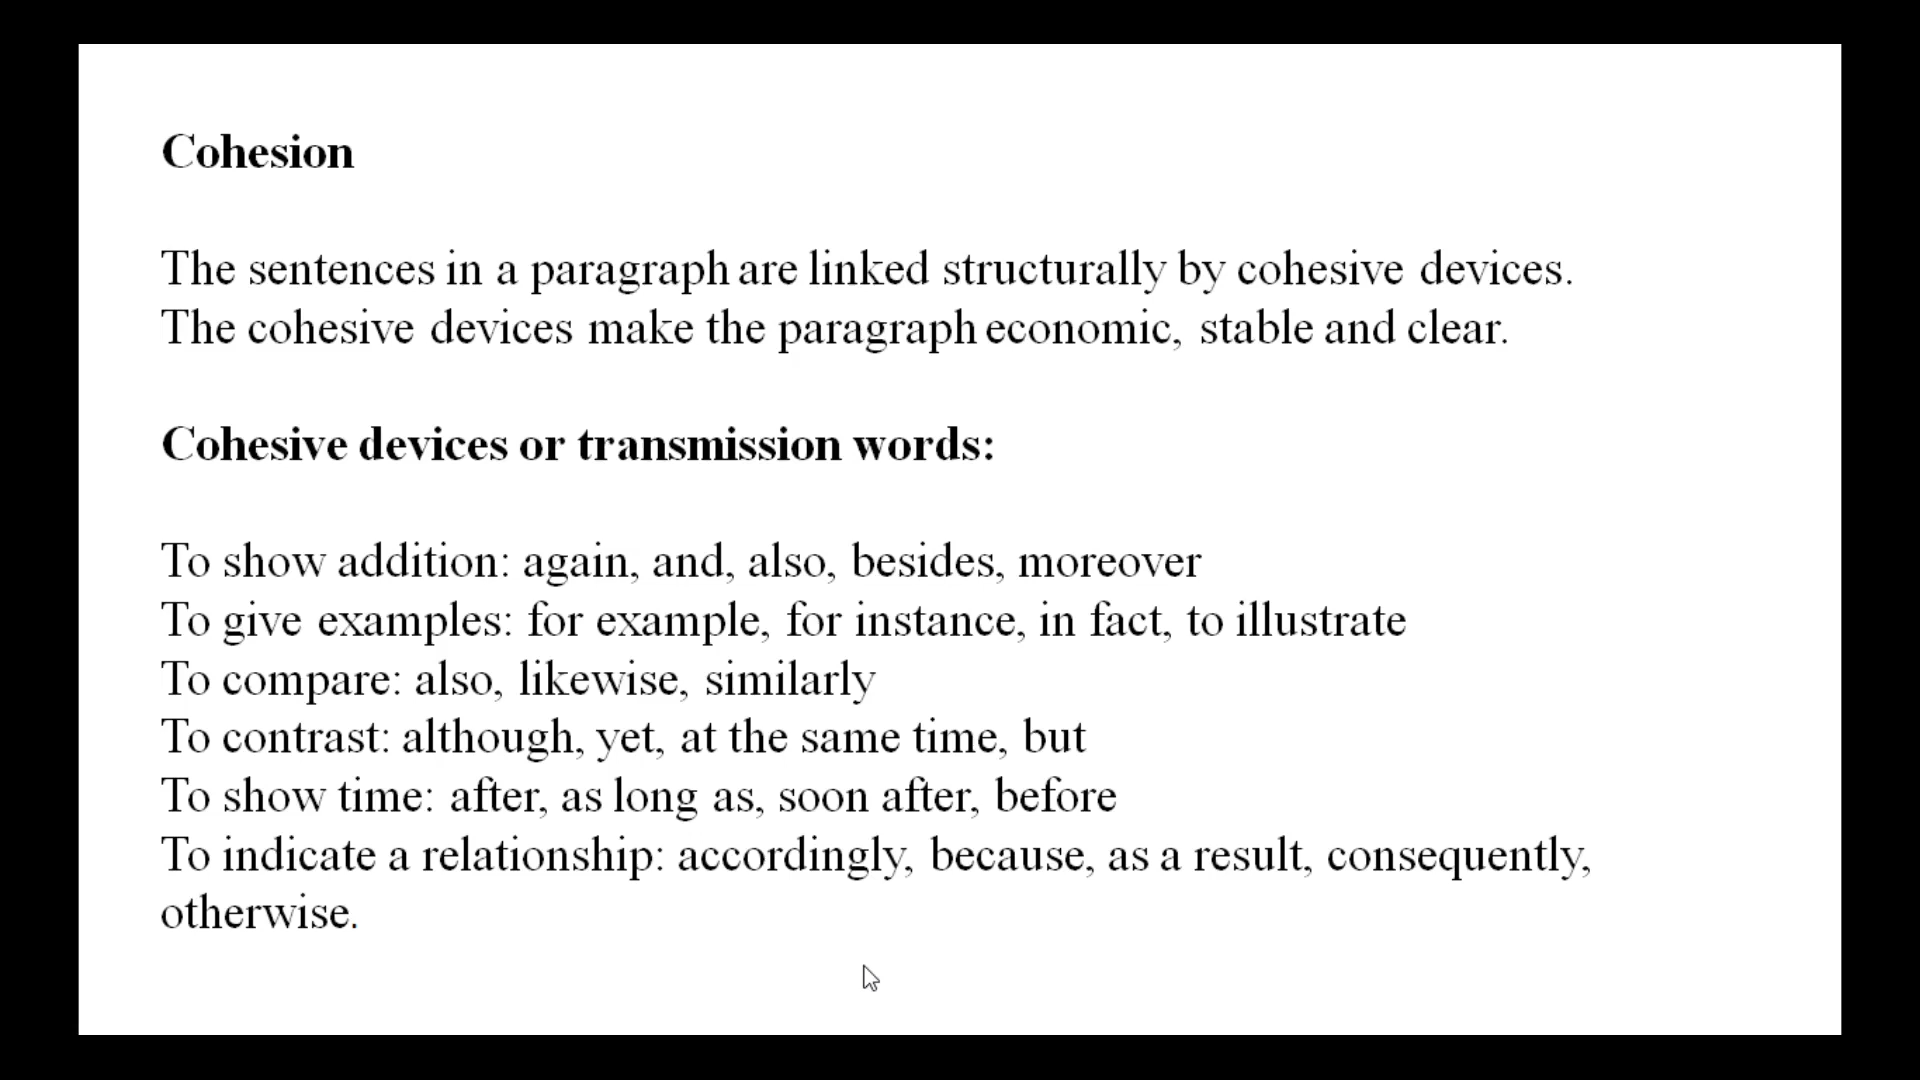 Cohesion
The sentences in a paragraph are linked structurally by cohesive devices.
The cohesive devices make the paragraph economic, stable and clear.
Cohesive devices or transmission words:
To show addition: again, and, also, besides, moreover
To give examples: for example, for instance, in fact, to illustrate
To compare: also, likewise, similarly
To contrast: although, yet, at the same time, but
To show time: after, as long as, soon after, before
To indicate a relationship: accordingly, because, as a result, consequently,
otherwise.